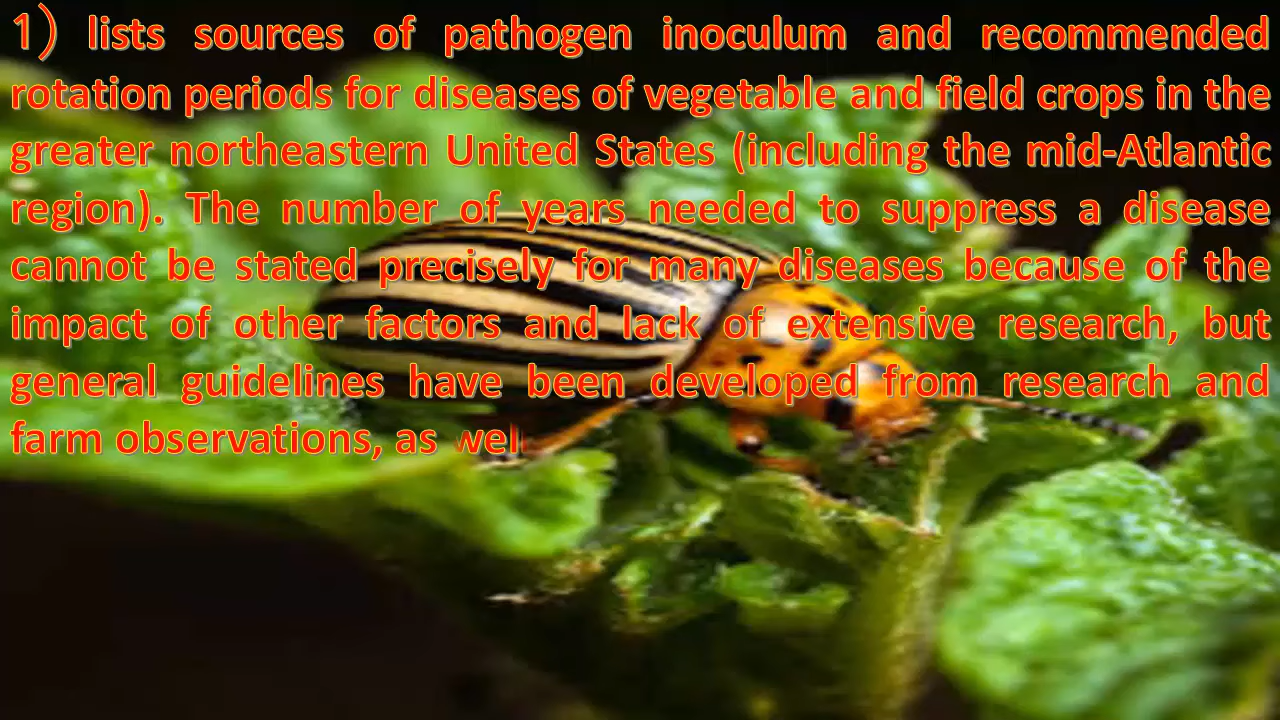 1) lists sources of pathogen inoculum and recommended
rotation periods for diseases of vegetable and field crops in the
greater northeastern United States (including the mid-Atlantic
region). The number of years needed to suppress a disease
cannot be stated precisely for many diseases because of the
impact of other factors and lack of extensive research, but
general guidelines have been developed from research and
farm observations, as wel